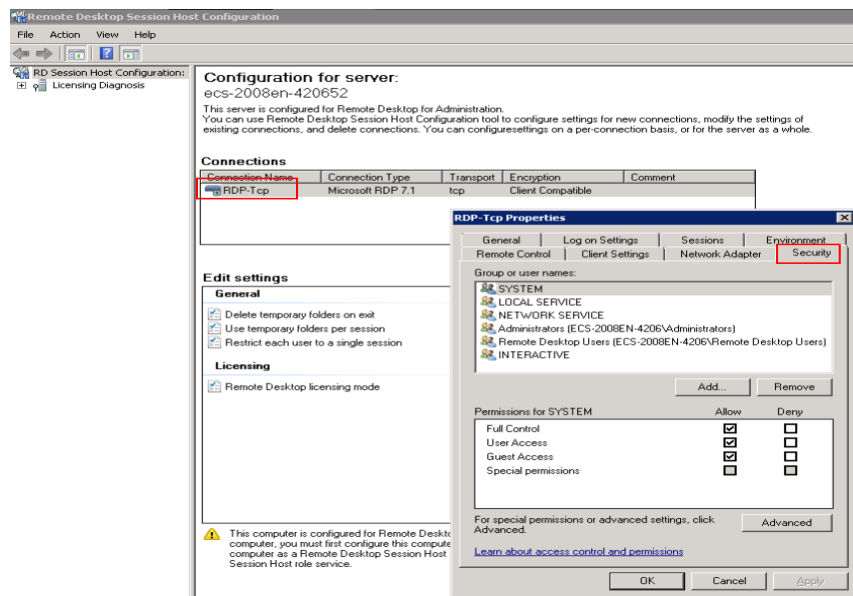 Remote Desktop Session Host Configuration
File Action View Help
RD Session Host Configuration:
Licensing Diagnosis
Configuration for server:
ecs-2008en-420652
This server is configured for Remote Desktop for Administration.
You can use Remote Desktop Session Host Configuration tool to configure settings for new connections, modify the settings of
existing connections, and delete connections. You can configuresettings on a per-connection basis, or for the server as a whole.
Connections
Connection Name Connection Type Transport Encryption Comment
RDP-Tcp Microsoft RDP 7.1 tcp Client Compatible
Edit settings
General
Delete temporary folders on exit
Use temporary folders per session
Restrict each user to a single session
Licensing
Remote Desktop licensing mode
This computer is configured for Remote Deskto
computer, you must first configure this compute
computer as a Remote Desktop Session Host
Session Host role service.
RDP-Tcp Properties
General Log on Settings Sessions Environment
Remote Control Client Settings Network Adapter Security
Group or user names:
SYSTEM
LOCAL SERVICE
NETWORK SERVICE
Administrators (ECS-2008EN-4206\Administrators)
Remote Desktop Users (ECS-2008EN-4206\Remote Desktop Users)
INTERACTIVE
Add... Remove
Permissions for SYSTEM Allow Deny
Full Control
User Access
Guest Access
Special permissions
For special permissions or advanced settings, click
Advanced.
Advanced
Learn about access control and permissions
OK Cancel Apply